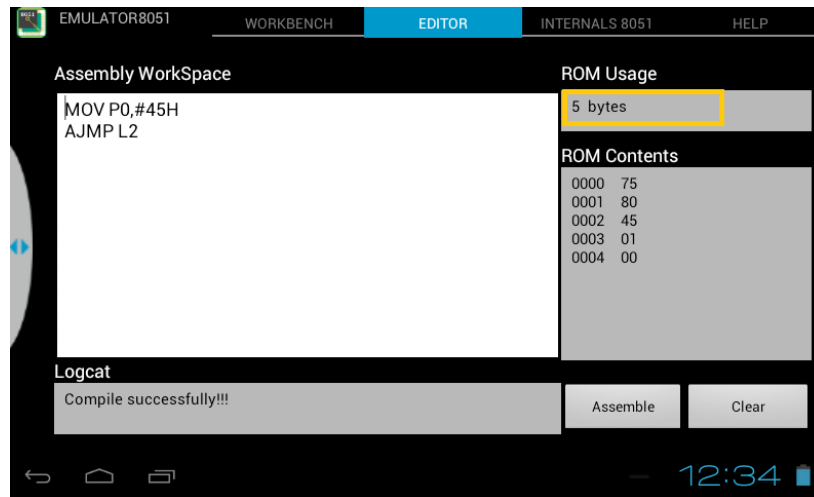 EMULATOR8051 WORKBENCH EDITOR INTERNALS 8051 HELP
Assembly WorkSpace
MOV P0,#45H
AJMP L2
ROM Usage
5 bytes
ROM Contents
0000 75
0001 80
0002 45
0003 01
0004 00
Logcat
Compile successfully!!!
Assemble Clear
12:34